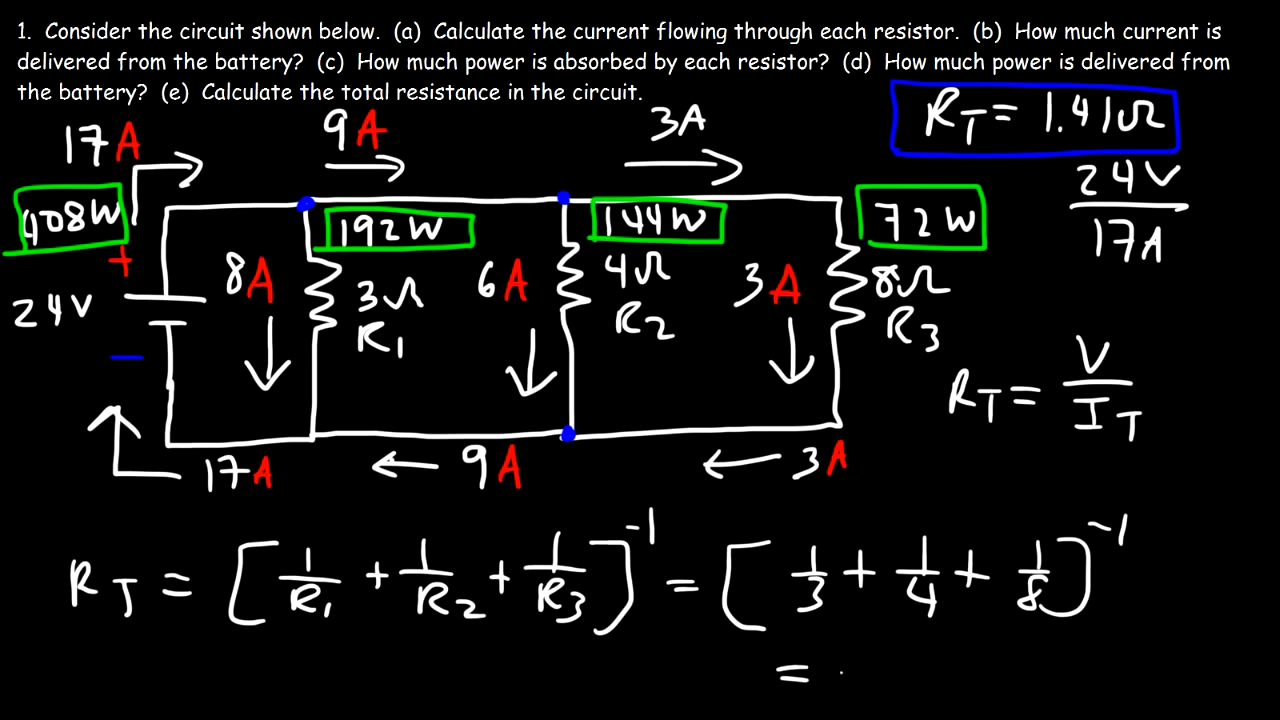 1. Consider the circuit shown below. (a) Calculate the current flowing through each resistor. (b) How much current is
delivered from the battery? (c) How much power is absorbed by each resistor? (d) How much power is delivered from
the battery? (e) Calculate the total resistance in the circuit.
R_T = 1.41Ω
17A
9A
3A
24V
17A
408W
192W
144W
72W
+
8A
3Ω
R1
6A
4Ω
R2
3A
8Ω
R3
24V
−
R_T = V / I_T
17A
← 9A
← 3A
R_T = [1/R1 + 1/R2 + 1/R3]^-1 = [1/3 + 1/4 + 1/8]^-1
= .